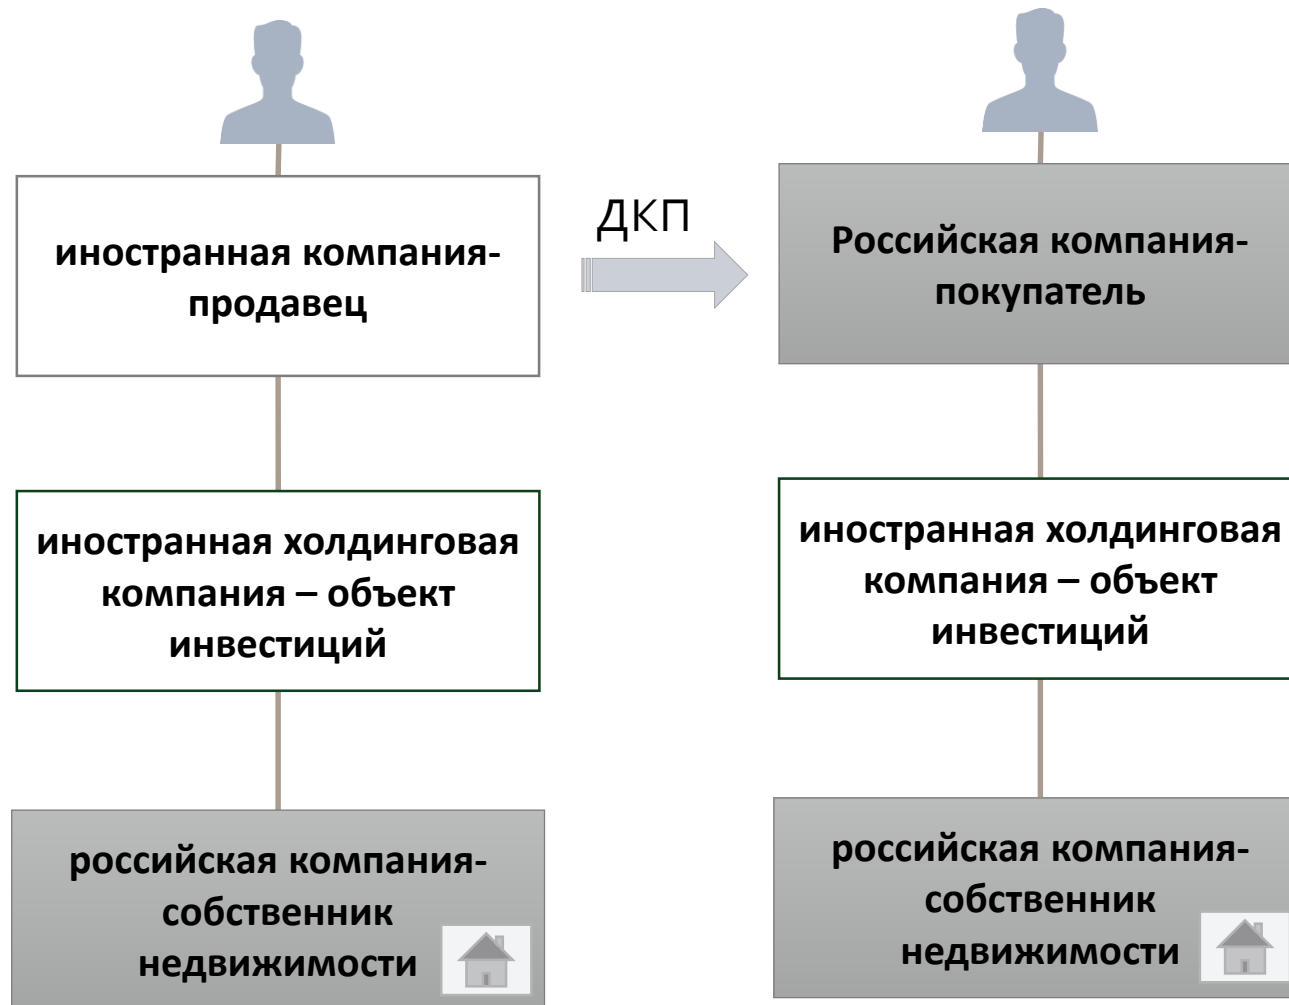 иностранная компания-
продавец
ДКП
Российская компания-
покупатель
иностранная холдинговая
компания – объект
инвестиций
иностранная холдинговая
компания – объект
инвестиций
российская компания-
собственник
недвижимости
российская компания-
собственник
недвижимости